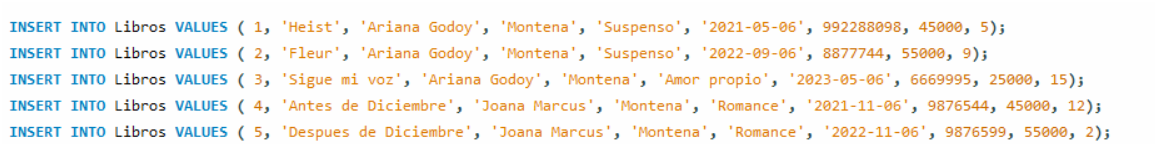 INSERT INTO Libros VALUES ( 1, 'Heist', 'Ariana Godoy', 'Montena', 'Suspenso', '2021-05-06', 992288098, 45000, 5);
INSERT INTO Libros VALUES ( 2, 'Fleur', 'Ariana Godoy', 'Montena', 'Suspenso', '2022-09-06', 8877744, 55000, 9);
INSERT INTO Libros VALUES ( 3, 'Sigue mi voz', 'Ariana Godoy', 'Montena', 'Amor propio', '2023-05-06', 6669995, 25000, 15);
INSERT INTO Libros VALUES ( 4, 'Antes de Diciembre', 'Joana Marcus', 'Montena', 'Romance', '2021-11-06', 9876544, 45000, 12);
INSERT INTO Libros VALUES ( 5, 'Despues de Diciembre', 'Joana Marcus', 'Montena', 'Romance', '2022-11-06', 9876599, 55000, 2);